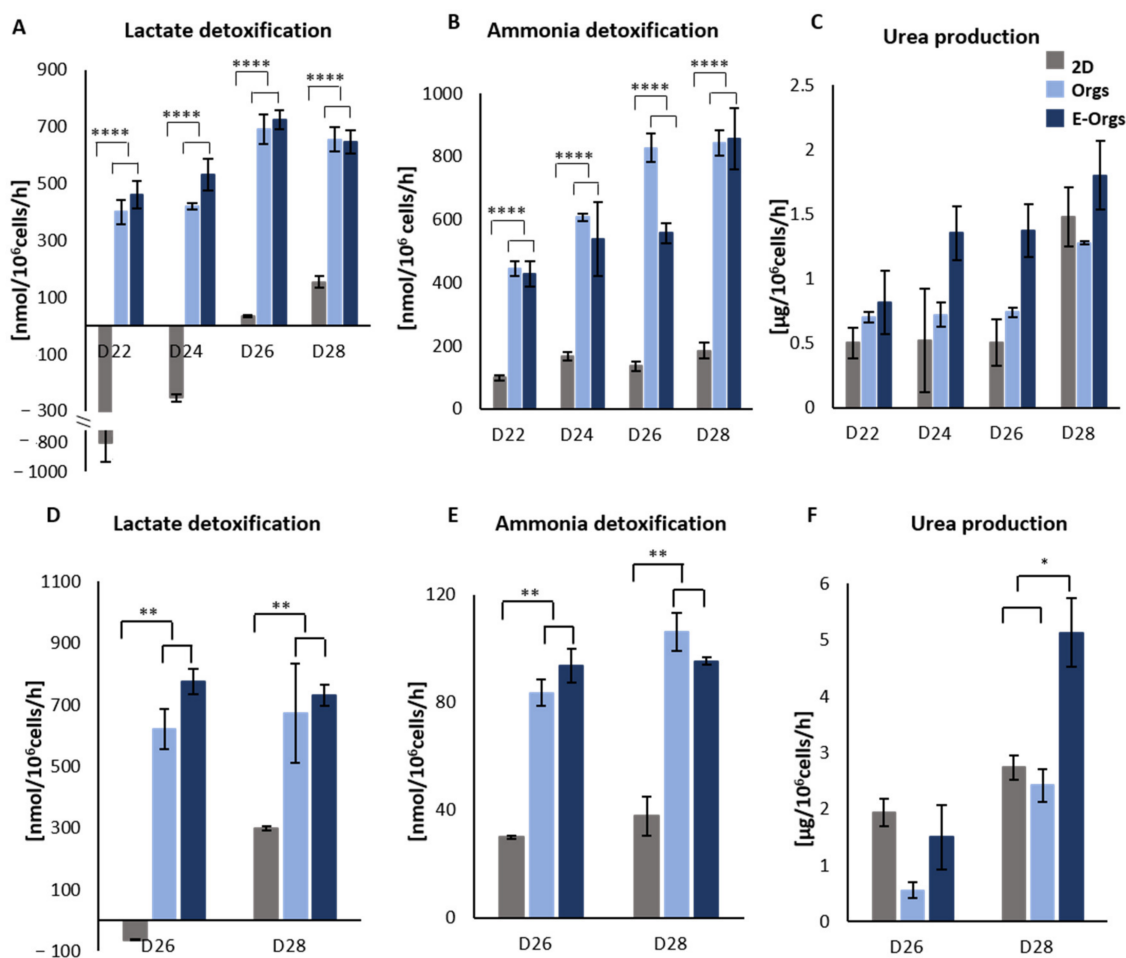 A
Lactate detoxification
[nmol/10⁶cells/h]
900
700
500
300
100
100
– 300
– 800
– 1000
****
****
****
****
D22
D24
D26
D28
B
Ammonia detoxification
[nmol/10⁶ cells/h]
1000
800
600
400
200
0
****
****
****
****
D22
D24
D26
D28
C
Urea production
[µg/10⁶cells/h]
2.5
2
1.5
1
0.5
0
2D
Orgs
E-Orgs
D22
D24
D26
D28
D
Lactate detoxification
[nmol/10⁶cells/h]
1100
900
700
500
300
100
– 100
**
**
D26
D28
E
Ammonia detoxification
[nmol/10⁶cells/h]
120
80
40
0
**
**
D26
D28
F
Urea production
[µg/10⁶cells/h]
6
5
4
3
2
1
0
*
D26
D28